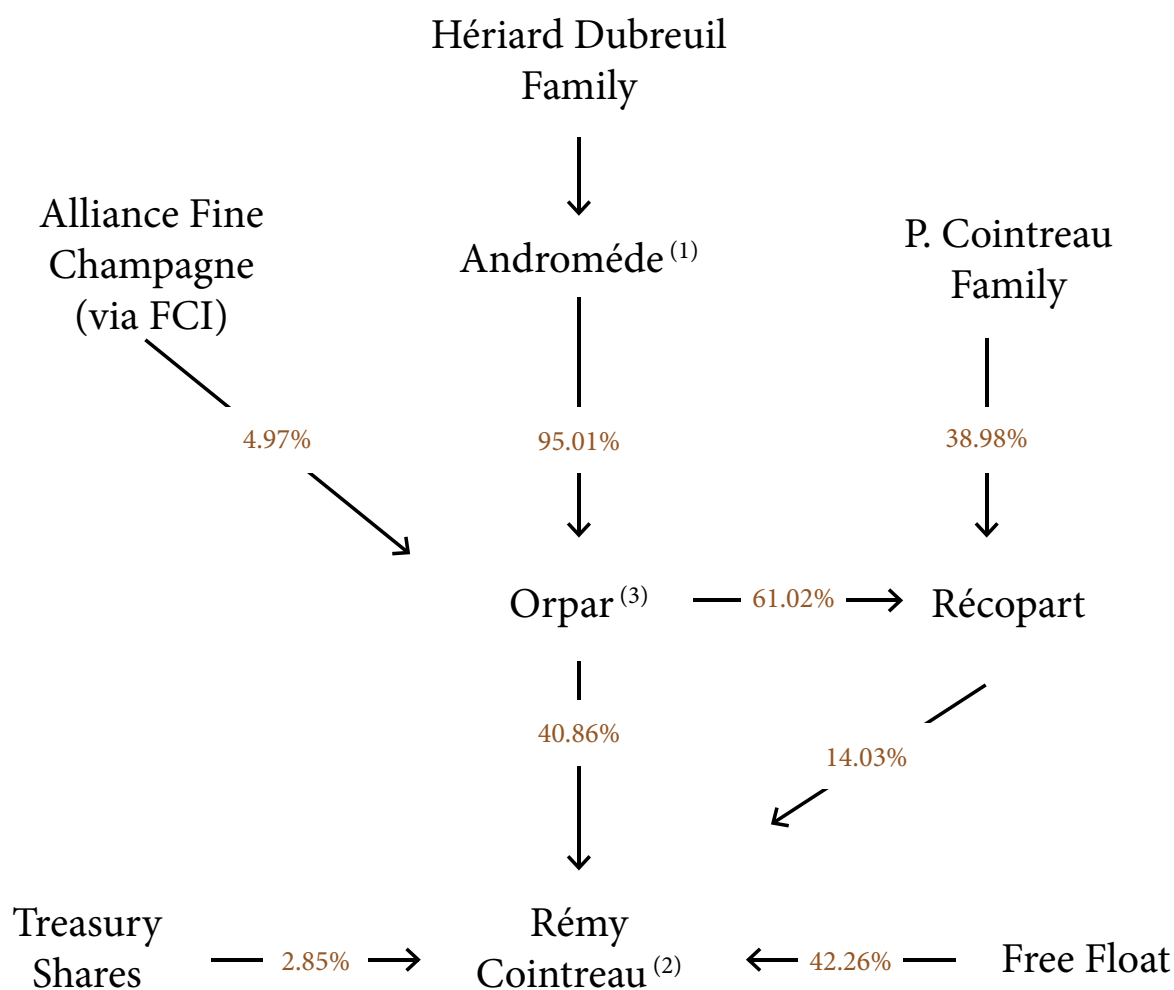 Hériard Dubreuil
Family
Alliance Fine
Champagne
(via FCI)
Androméde (1)
P. Cointreau
Family
4.97%
95.01%
38.98%
Orpar (3)
61.02%
Récopart
40.86%
14.03%
Treasury
Shares
2.85%
Rémy
Cointreau (2)
42.26%
Free Float